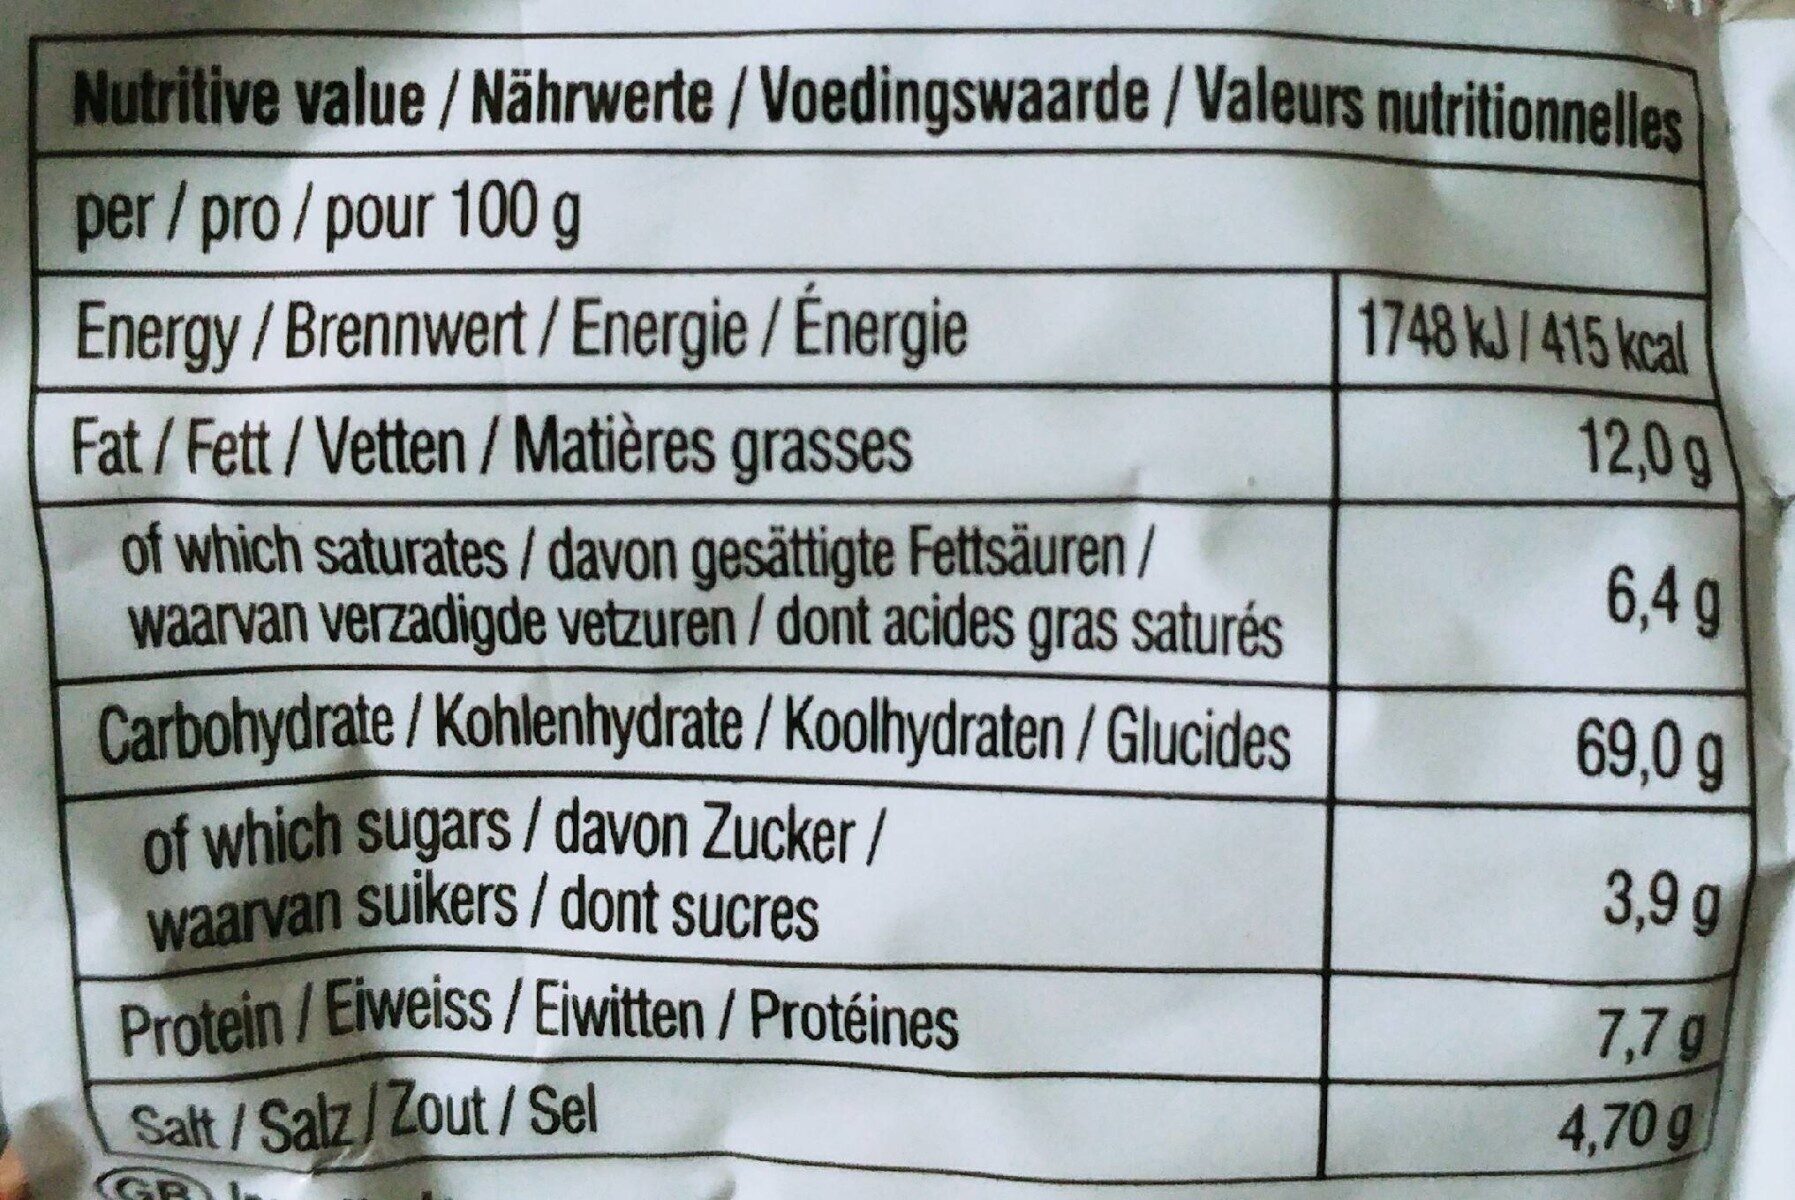 Nutritive value / Nährwerte / Voedingswaarde / Valeurs nutritionnelles
per / pro / pour 100 g
Energy / Brennwert / Energie / Énergie 1748 kJ / 415 kcal
Fat / Fett / Vetten / Matières grasses 12,0 g
of which saturates / davon gesättigte Fettsäuren /
waarvan verzadigde vetzuren / dont acides gras saturés 6,4 g
Carbohydrate / Kohlenhydrate / Koolhydraten / Glucides 69,0 g
of which sugars / davon Zucker /
waarvan suikers / dont sucres 3,9 g
Protein / Eiweiss / Eiwitten / Protéines 7,7 g
Salt / Salz / Zout / Sel 4,70 g
GB